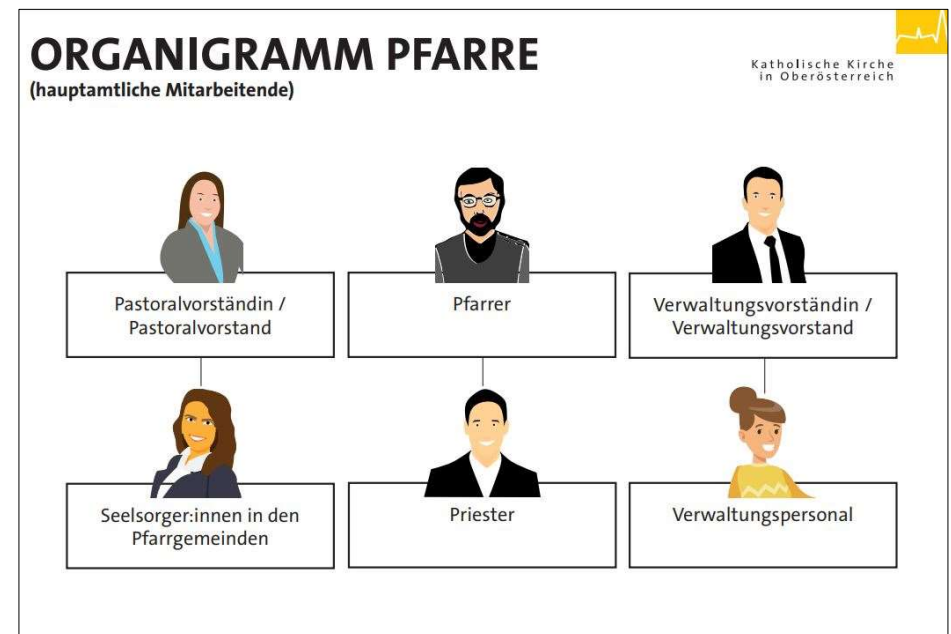 ORGANIGRAMM PFARRE
(hauptamtliche Mitarbeitende)
Katholische Kirche
in Oberösterreich
Pastoralvorständin /
Pastoralvorstand
Pfarrer
Verwaltungsvorständin /
Verwaltungsvorstand
Seelsorger:innen in den
Pfarrgemeinden
Priester
Verwaltungspersonal